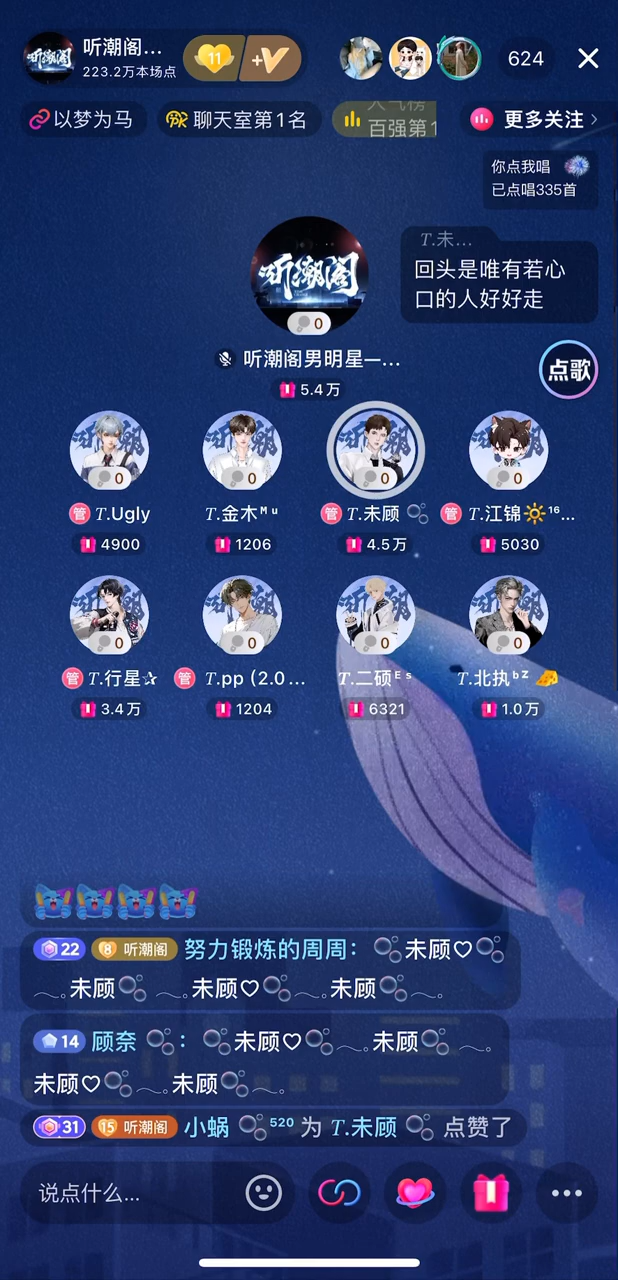 听潮阁...
223.2万本场点
11
+
624
以梦为马
PK 聊天室第1名
人气榜
百强第1
更多关注 >
你点我唱
已点唱335首
T.未...
回头是唯有若心
口的人好好走
听潮阁
0
听潮阁男明星一...
5.4万
点歌
0 0 0 0
管 T.Ugly T.金木ᴹᵘ 管 T.未顾 管 T.江锦🔆¹⁶...
4900 1206 4.5万 5030
0 0 0 0
管 T.行星✰ 管 T.pp (2.0... T.二硕ᴱˢ T.北执ᵇᶻ 🧀
3.4万 1204 6321 1.0万
22 8 听潮阁 努力锻炼的周周：🫧未顾♡🫧
﹏。未顾🫧﹏。未顾♡🫧﹏。未顾🫧﹏。
14 顾奈🫧：🫧未顾♡🫧﹏。未顾🫧﹏。
未顾♡🫧﹏。未顾🫧﹏。
31 15 听潮阁 小蜗🫧⁵²⁰ 为 T.未顾🫧 点赞了
说点什么...